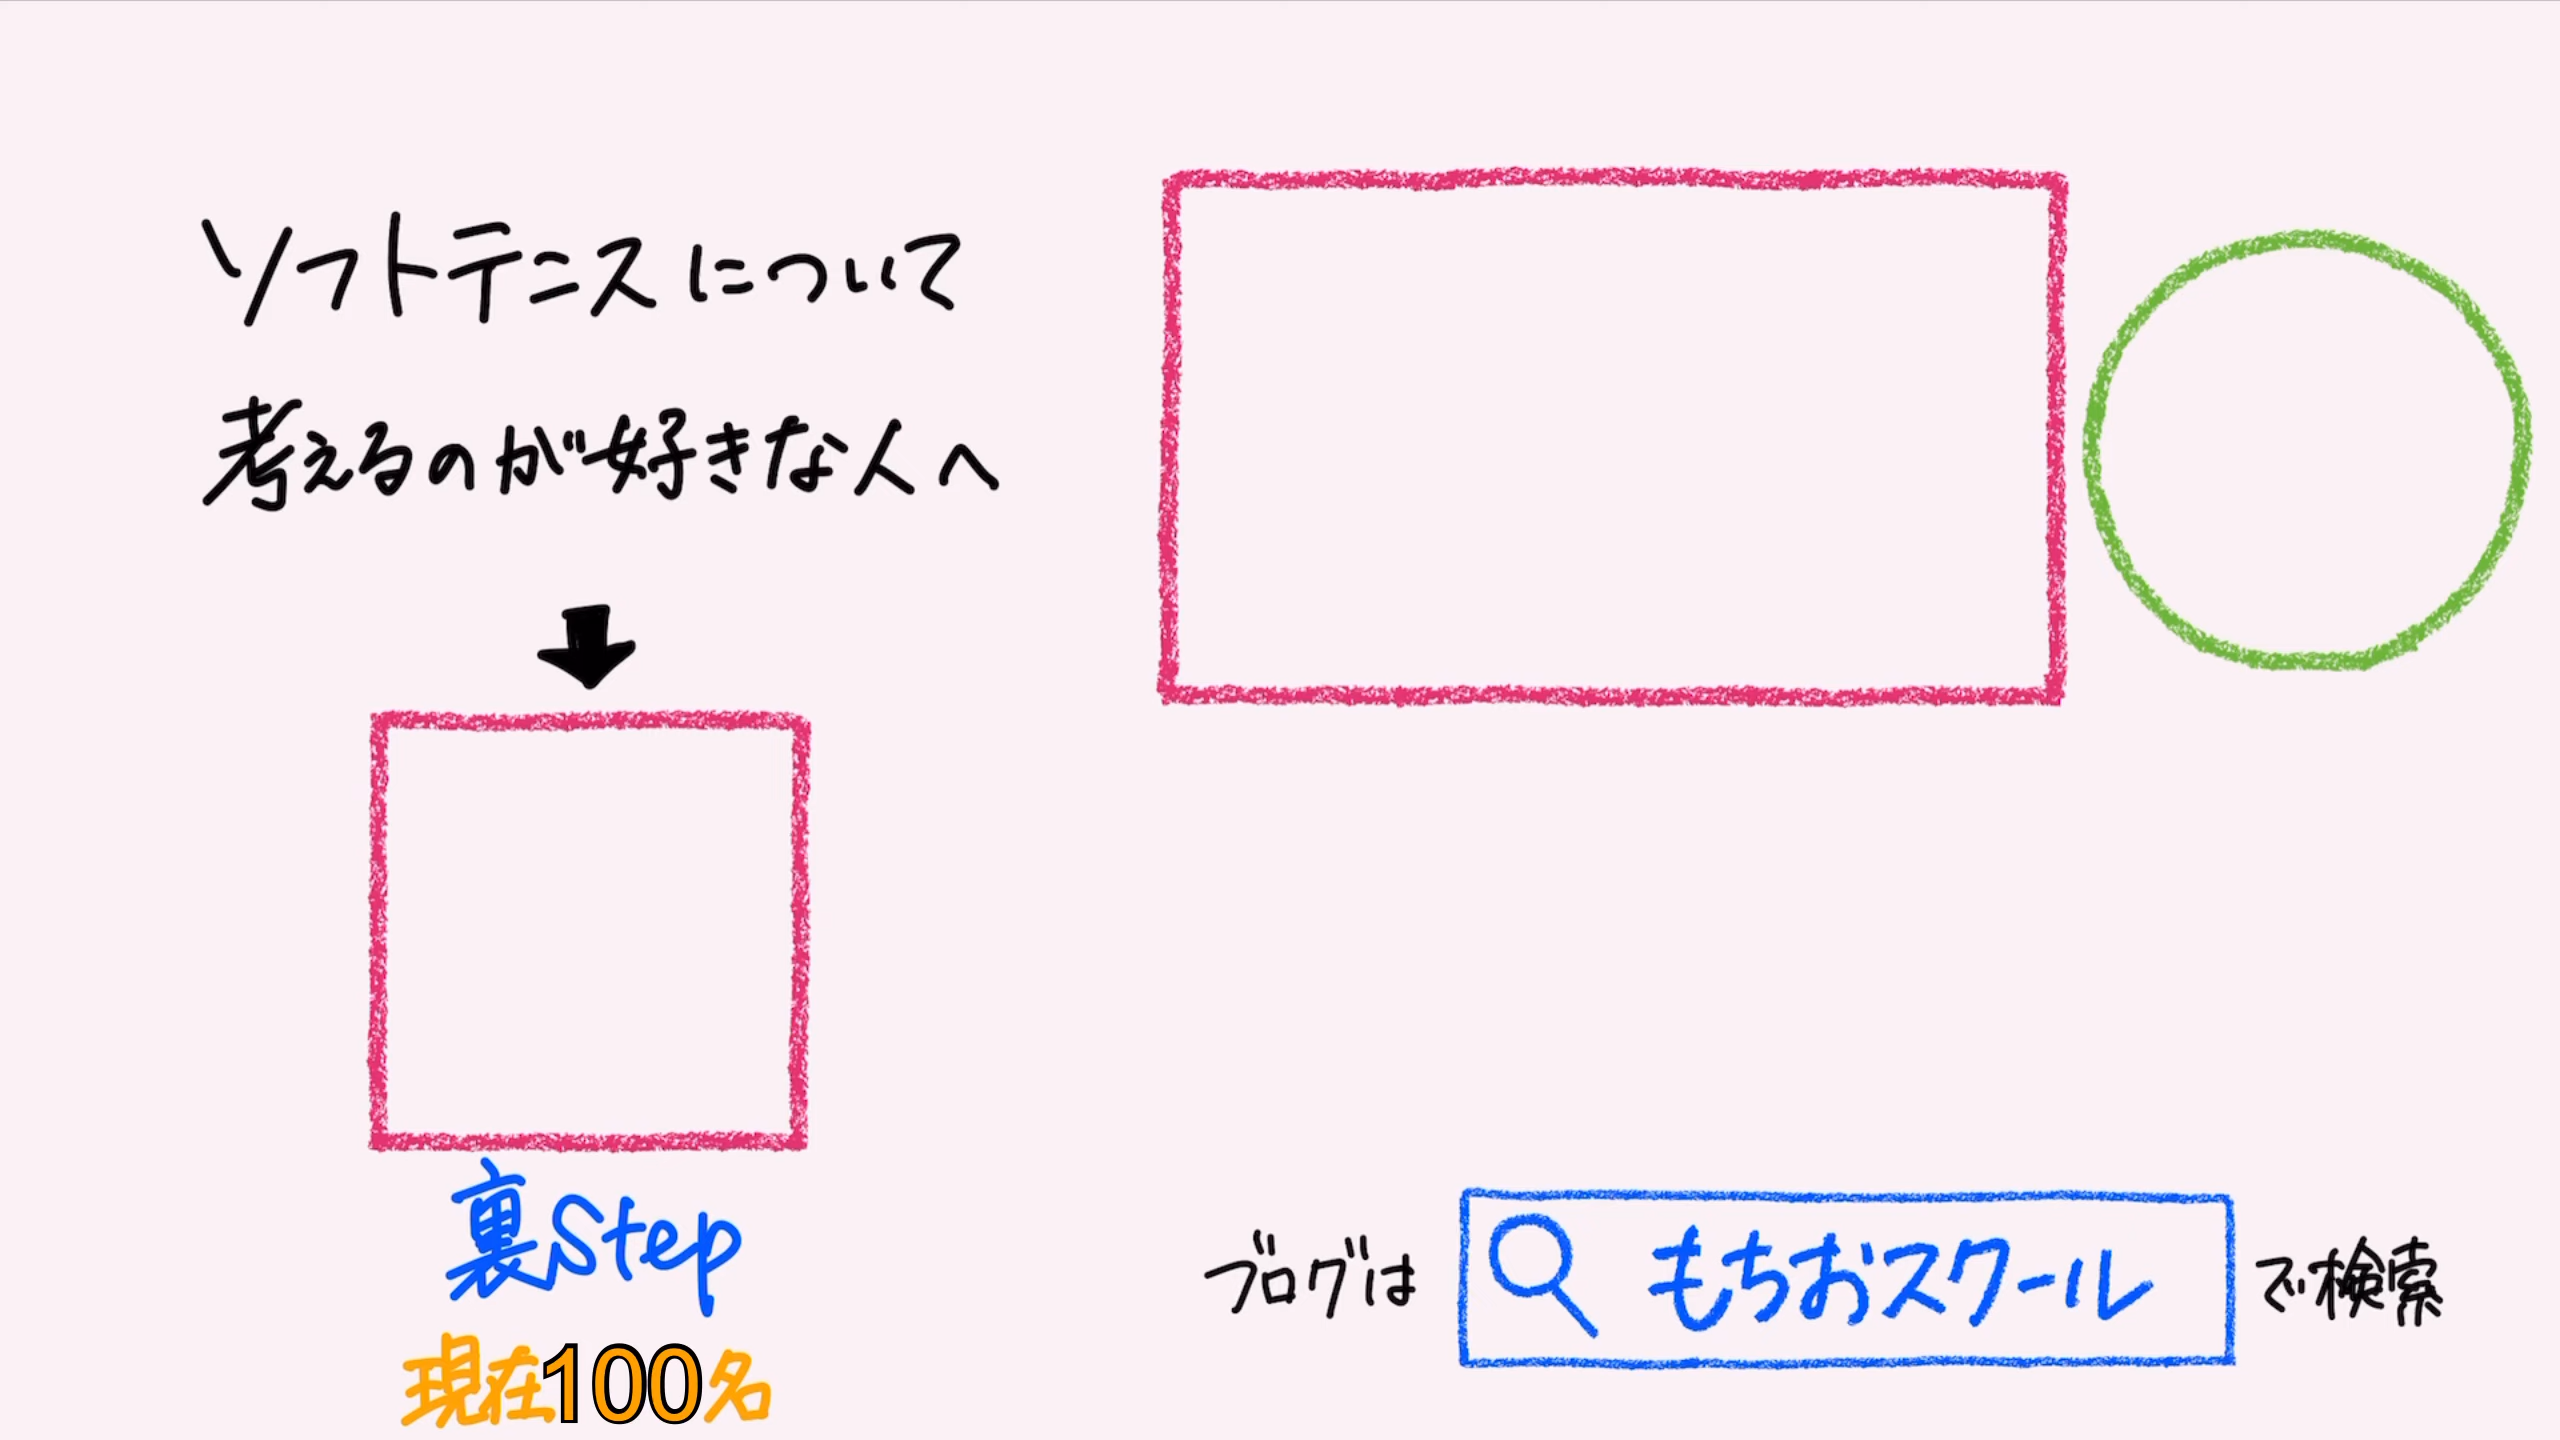 ソフトテニスについて
考えるのが好きな人へ
裏Step
現在100名
ブログは もちおスクール で検索